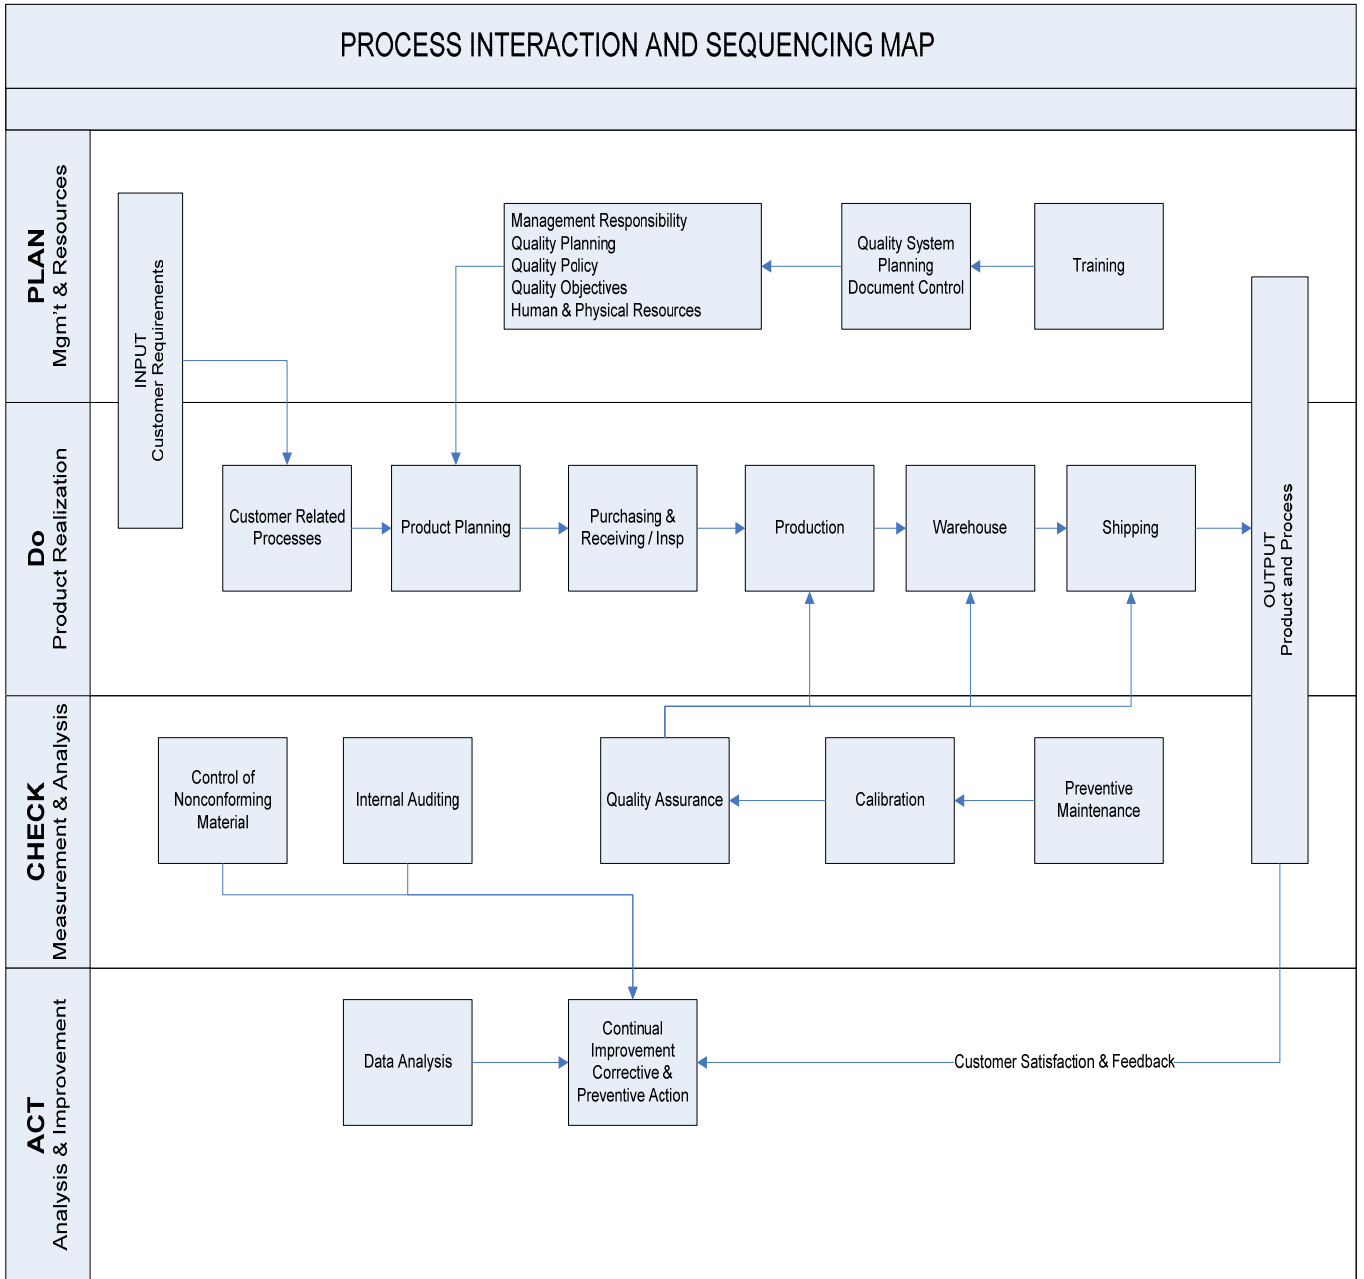 PROCESS INTERACTION AND SEQUENCING MAP
PLAN
Mgm't & Resources
INPUT
Customer Requirements
Management Responsibility
Quality Planning
Quality Policy
Quality Objectives
Human & Physical Resources
Quality System
Planning
Document Control
Training
Do
Product Realization
Customer Related
Processes
Product Planning
Purchasing &
Receiving / Insp
Production
Warehouse
Shipping
OUTPUT
Product and Process
CHECK
Measurement & Analysis
Control of
Nonconforming
Material
Internal Auditing
Quality Assurance
Calibration
Preventive
Maintenance
ACT
Analysis & Improvement
Data Analysis
Continual
Improvement
Corrective &
Preventive Action
Customer Satisfaction & Feedback